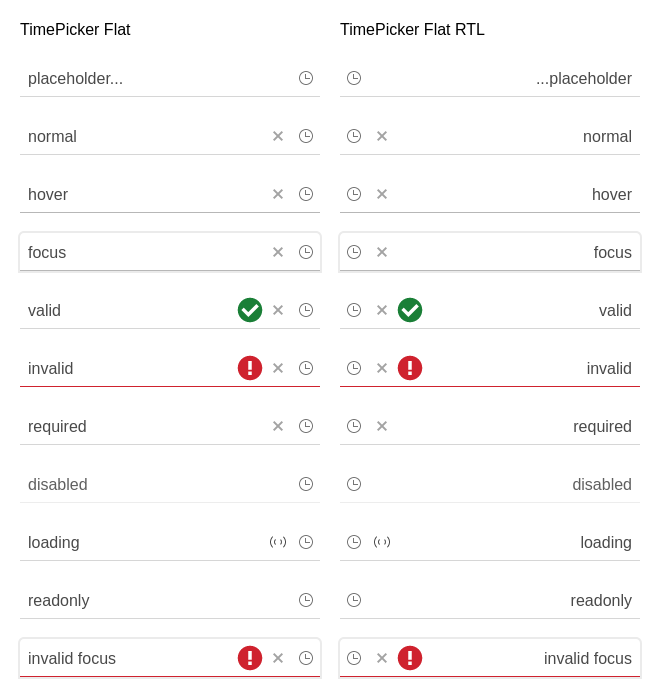 TimePicker Flat
placeholder...
normal
hover
focus
valid
invalid
required
disabled
loading
readonly
invalid focus
TimePicker Flat RTL
...placeholder
normal
hover
focus
valid
invalid
required
disabled
loading
readonly
invalid focus